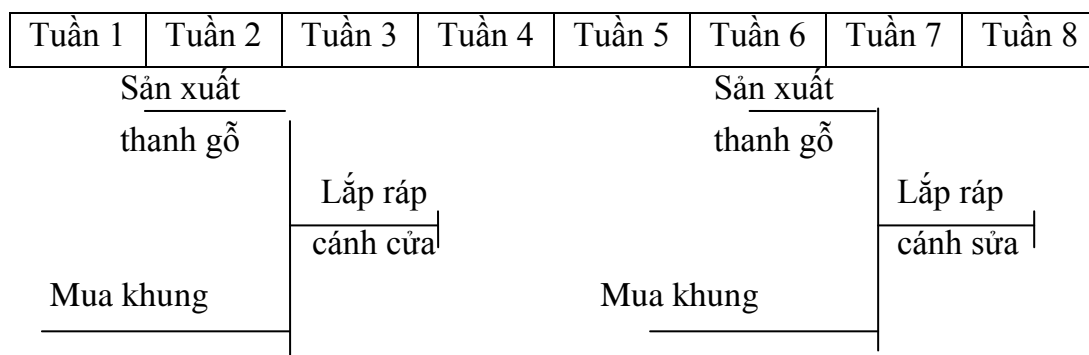 Tuần 1 Tuần 2 Tuần 3 Tuần 4 Tuần 5 Tuần 6 Tuần 7 Tuần 8
Sản xuất
thanh gỗ
Lắp ráp
cánh cửa
Mua khung
Sản xuất
thanh gỗ
Lắp ráp
cánh sửa
Mua khung